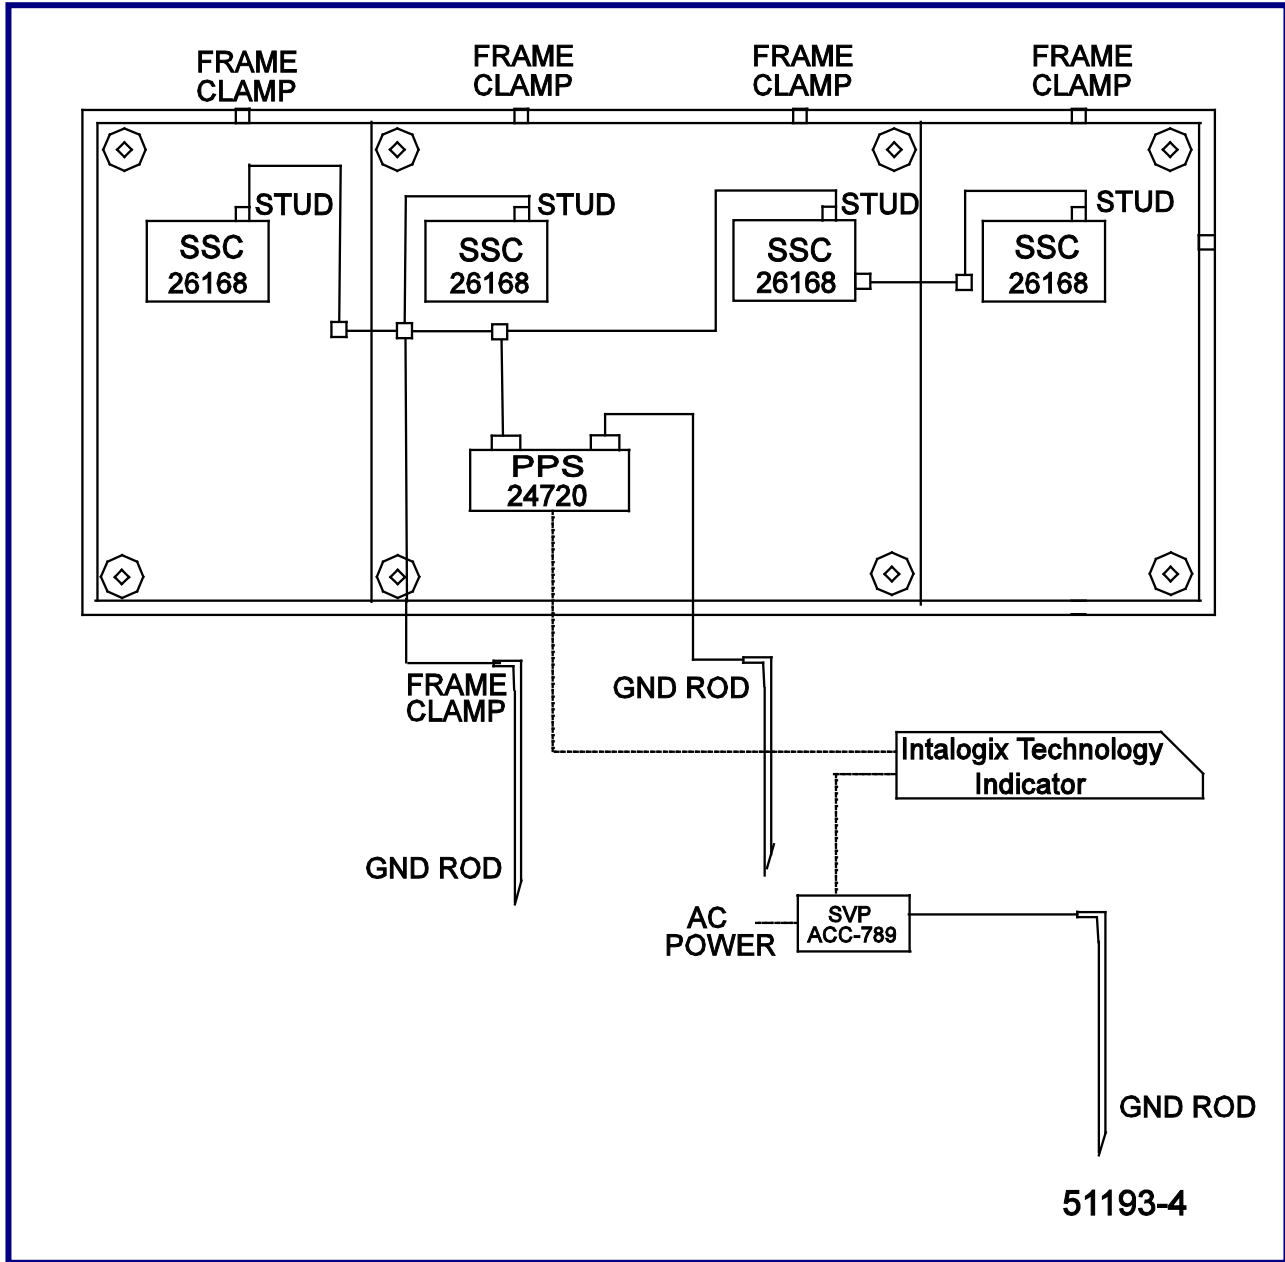 FRAME
CLAMP
FRAME
CLAMP
FRAME
CLAMP
FRAME
CLAMP
STUD
SSC
26168
STUD
SSC
26168
STUD
SSC
26168
STUD
SSC
26168
PPS
24720
FRAME
CLAMP
GND ROD
GND ROD
Intalogix Technology
Indicator
AC
POWER
SVP
ACC-789
GND ROD
51193-4